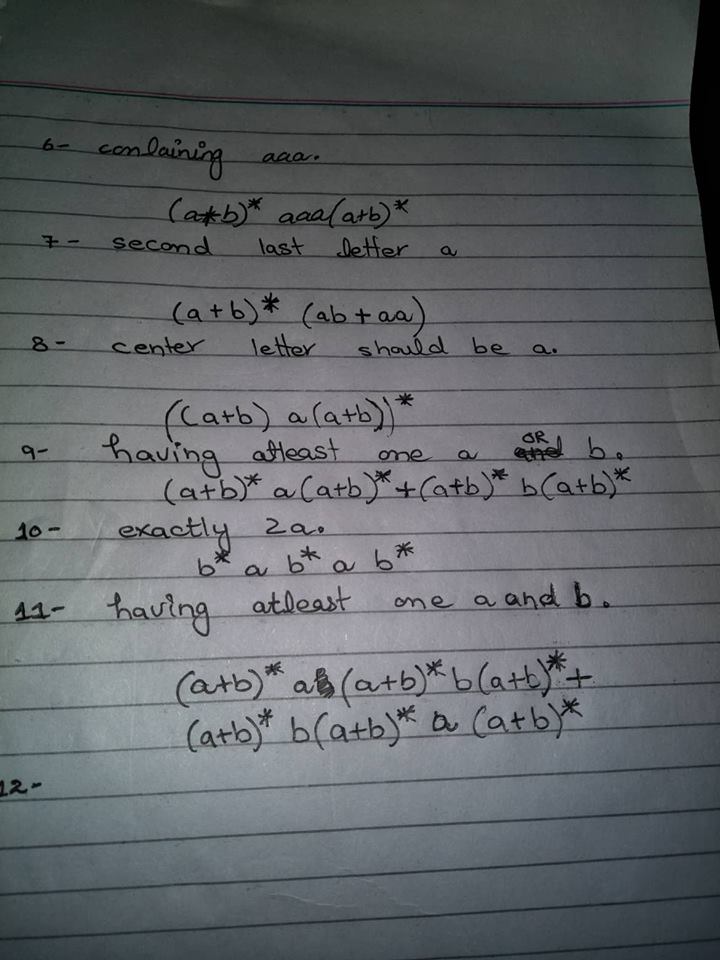 6- containing aaa.
(a+b)* aaa(a+b)*
7- second last letter a
(a+b)* (ab+aa)
8- center letter should be a.
((a+b) a(a+b))*
9- having atleast one a OR b.
(a+b)* a(a+b)*+(a+b)* b(a+b)*
10- exactly 2a.
b* a b* a b*
11- having atleast one a and b.
(a+b)* a(a+b)* b(a+b)*+
(a+b)* b(a+b)* a (a+b)*
12-